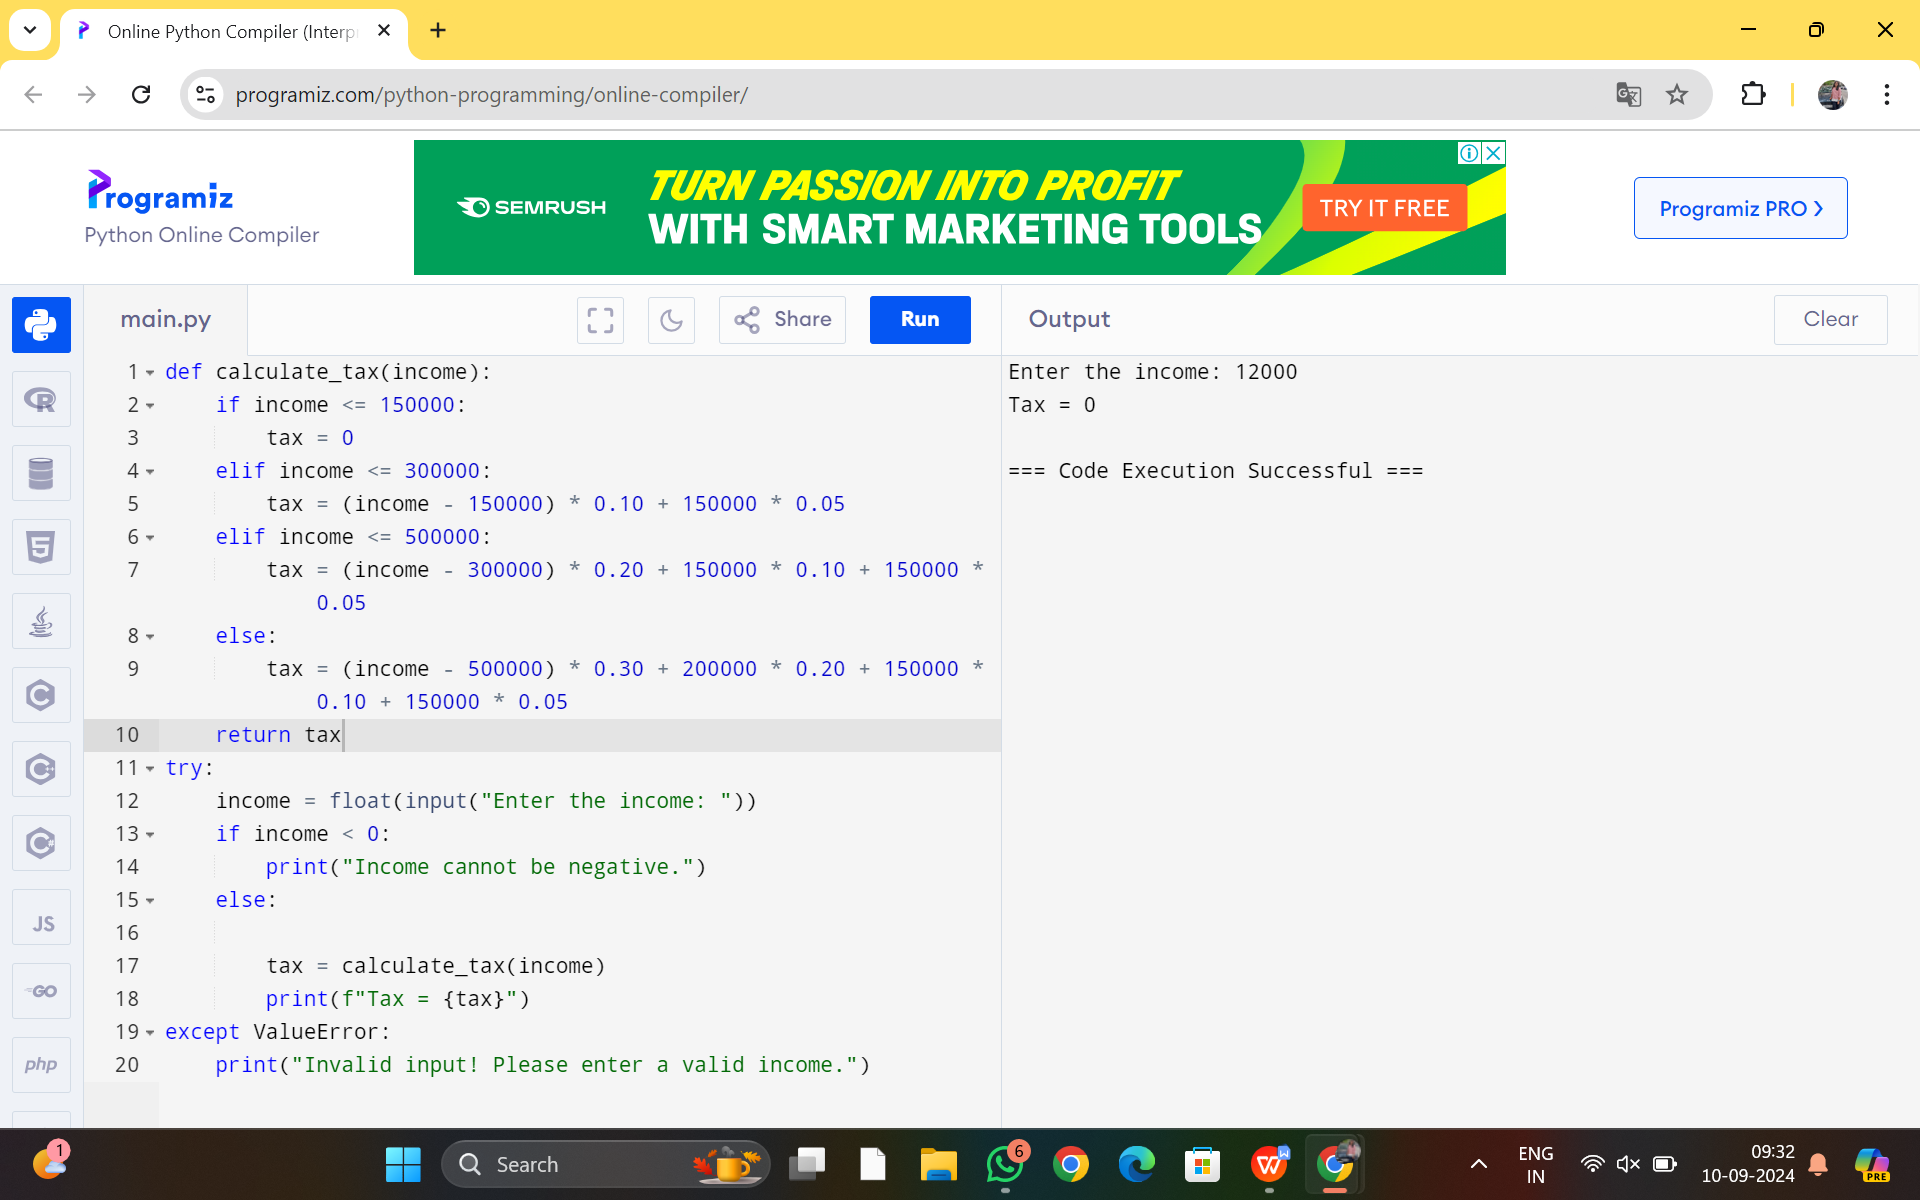 Online Python Compiler (Interp
programiz.com/python-programming/online-compiler/
Programiz
Python Online Compiler
SEMRUSH
TURN PASSION INTO PROFIT
WITH SMART MARKETING TOOLS
TRY IT FREE
Programiz PRO
main.py
Share
Run
Output
Clear
1 def calculate_tax(income):
2     if income <= 150000:
3         tax = 0
4     elif income <= 300000:
5         tax = (income - 150000) * 0.10 + 150000 * 0.05
6     elif income <= 500000:
7         tax = (income - 300000) * 0.20 + 150000 * 0.10 + 150000 *
            0.05
8     else:
9         tax = (income - 500000) * 0.30 + 200000 * 0.20 + 150000 *
            0.10 + 150000 * 0.05
10     return tax
11 try:
12     income = float(input("Enter the income: "))
13     if income < 0:
14         print("Income cannot be negative.")
15     else:
16
17         tax = calculate_tax(income)
18         print(f"Tax = {tax}")
19 except ValueError:
20     print("Invalid input! Please enter a valid income.")
Enter the income: 12000
Tax = 0
=== Code Execution Successful ===
R
5
C
C
C#
JS
GO
php
1
Search
6
W
W
ENG
IN
09:32
10-09-2024
PRE